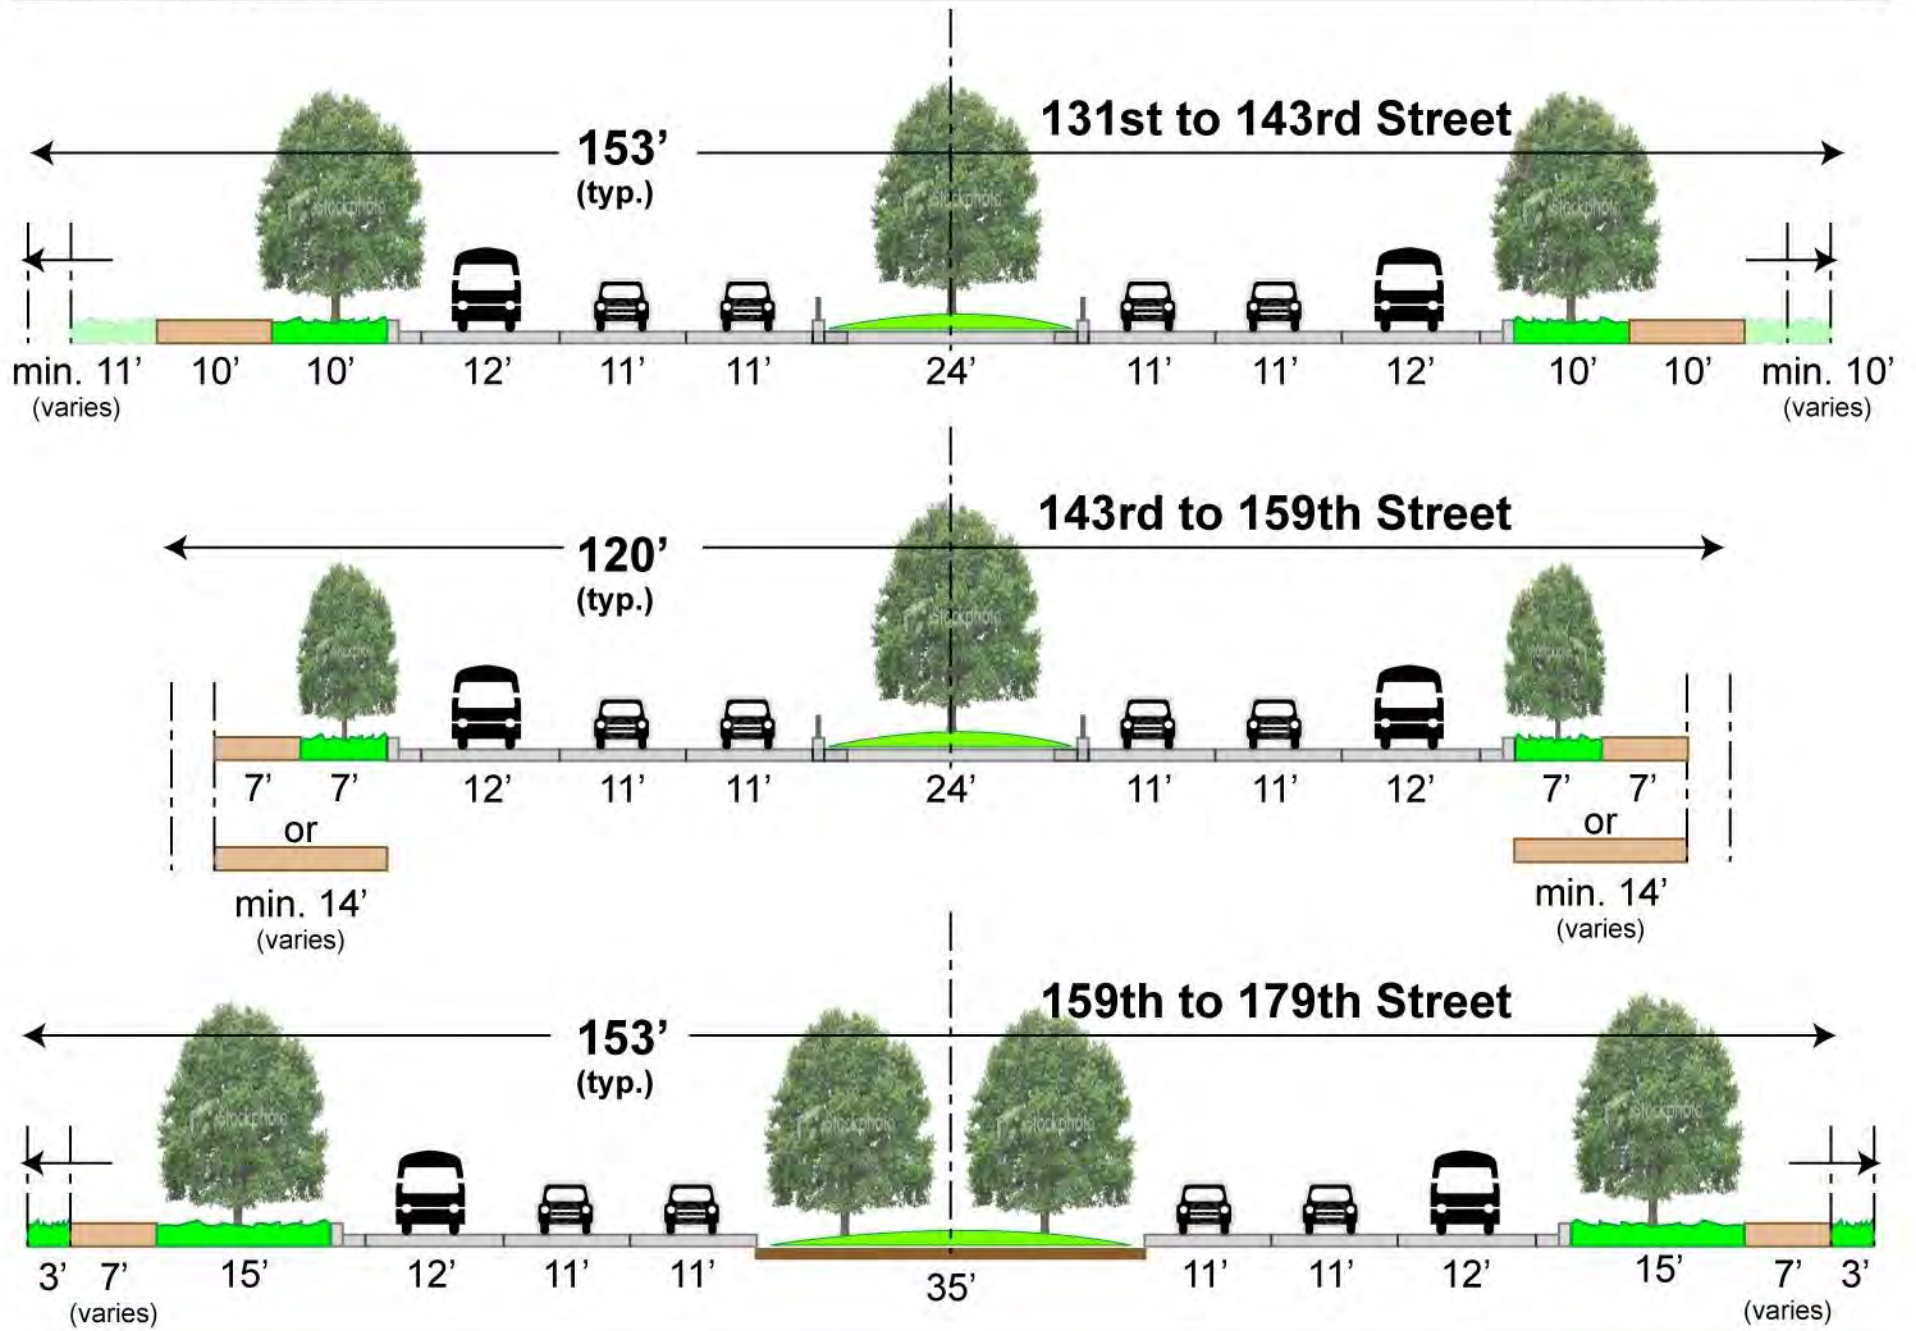 131st to 143rd Street
153’
(typ.)
min. 11’ 10’ 10’ 12’ 11’ 11’ 24’ 11’ 11’ 12’ 10’ 10’ min. 10’
(varies) (varies)
143rd to 159th Street
120’
(typ.)
7’ 7’ 12’ 11’ 11’ 24’ 11’ 11’ 12’ 7’ 7’
or or
min. 14’ min. 14’
(varies) (varies)
159th to 179th Street
153’
(typ.)
3’ 7’ 15’ 12’ 11’ 11’ 35’ 11’ 11’ 12’ 15’ 7’ 3’
(varies) (varies)